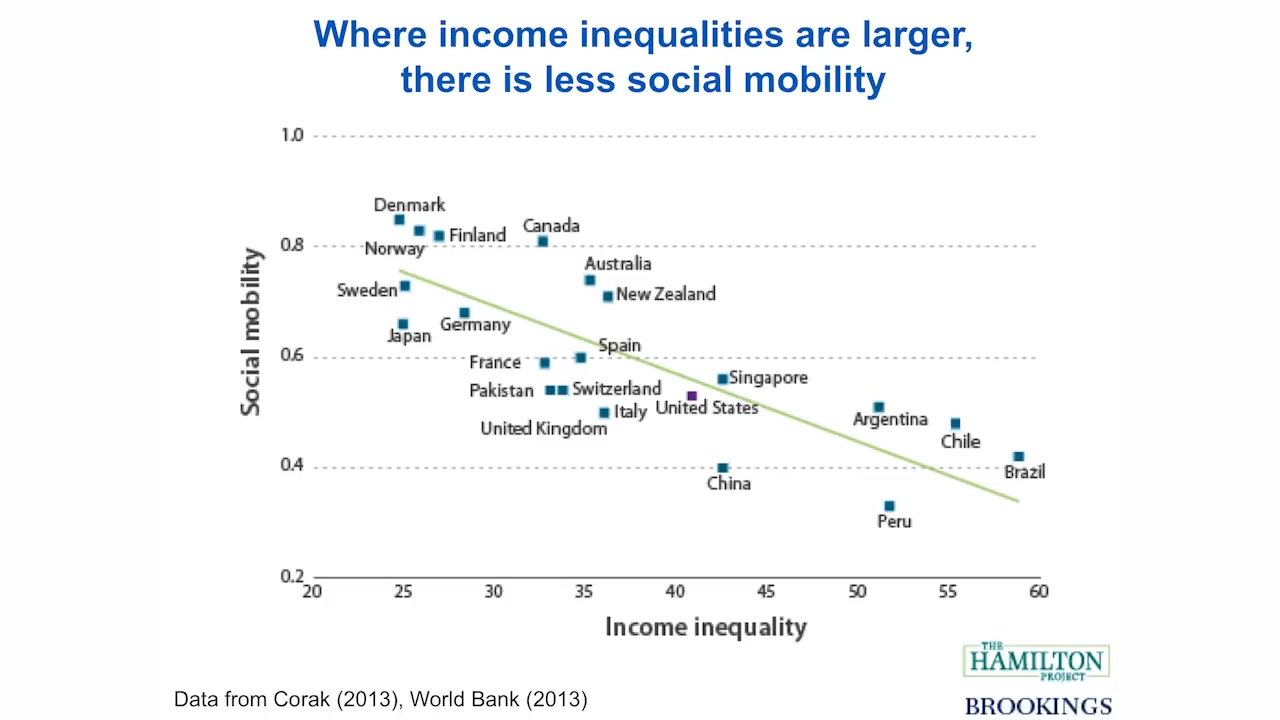 Where income inequalities are larger,
there is less social mobility
1.0
Denmark
Canada
Finland
0.8
Norway
Australia
Sweden
New Zealand
Germany
Japan
Spain
0.6
France
Singapore
Pakistan
Switzerland
United States
Italy
Argentina
United Kingdom
Chile
0.4
Brazil
China
Peru
0.2
Social mobility
20 25 30 35 40 45 50 55 60
Income inequality
THE
HAMILTON
PROJECT
Data from Corak (2013), World Bank (2013)
BROOKINGS